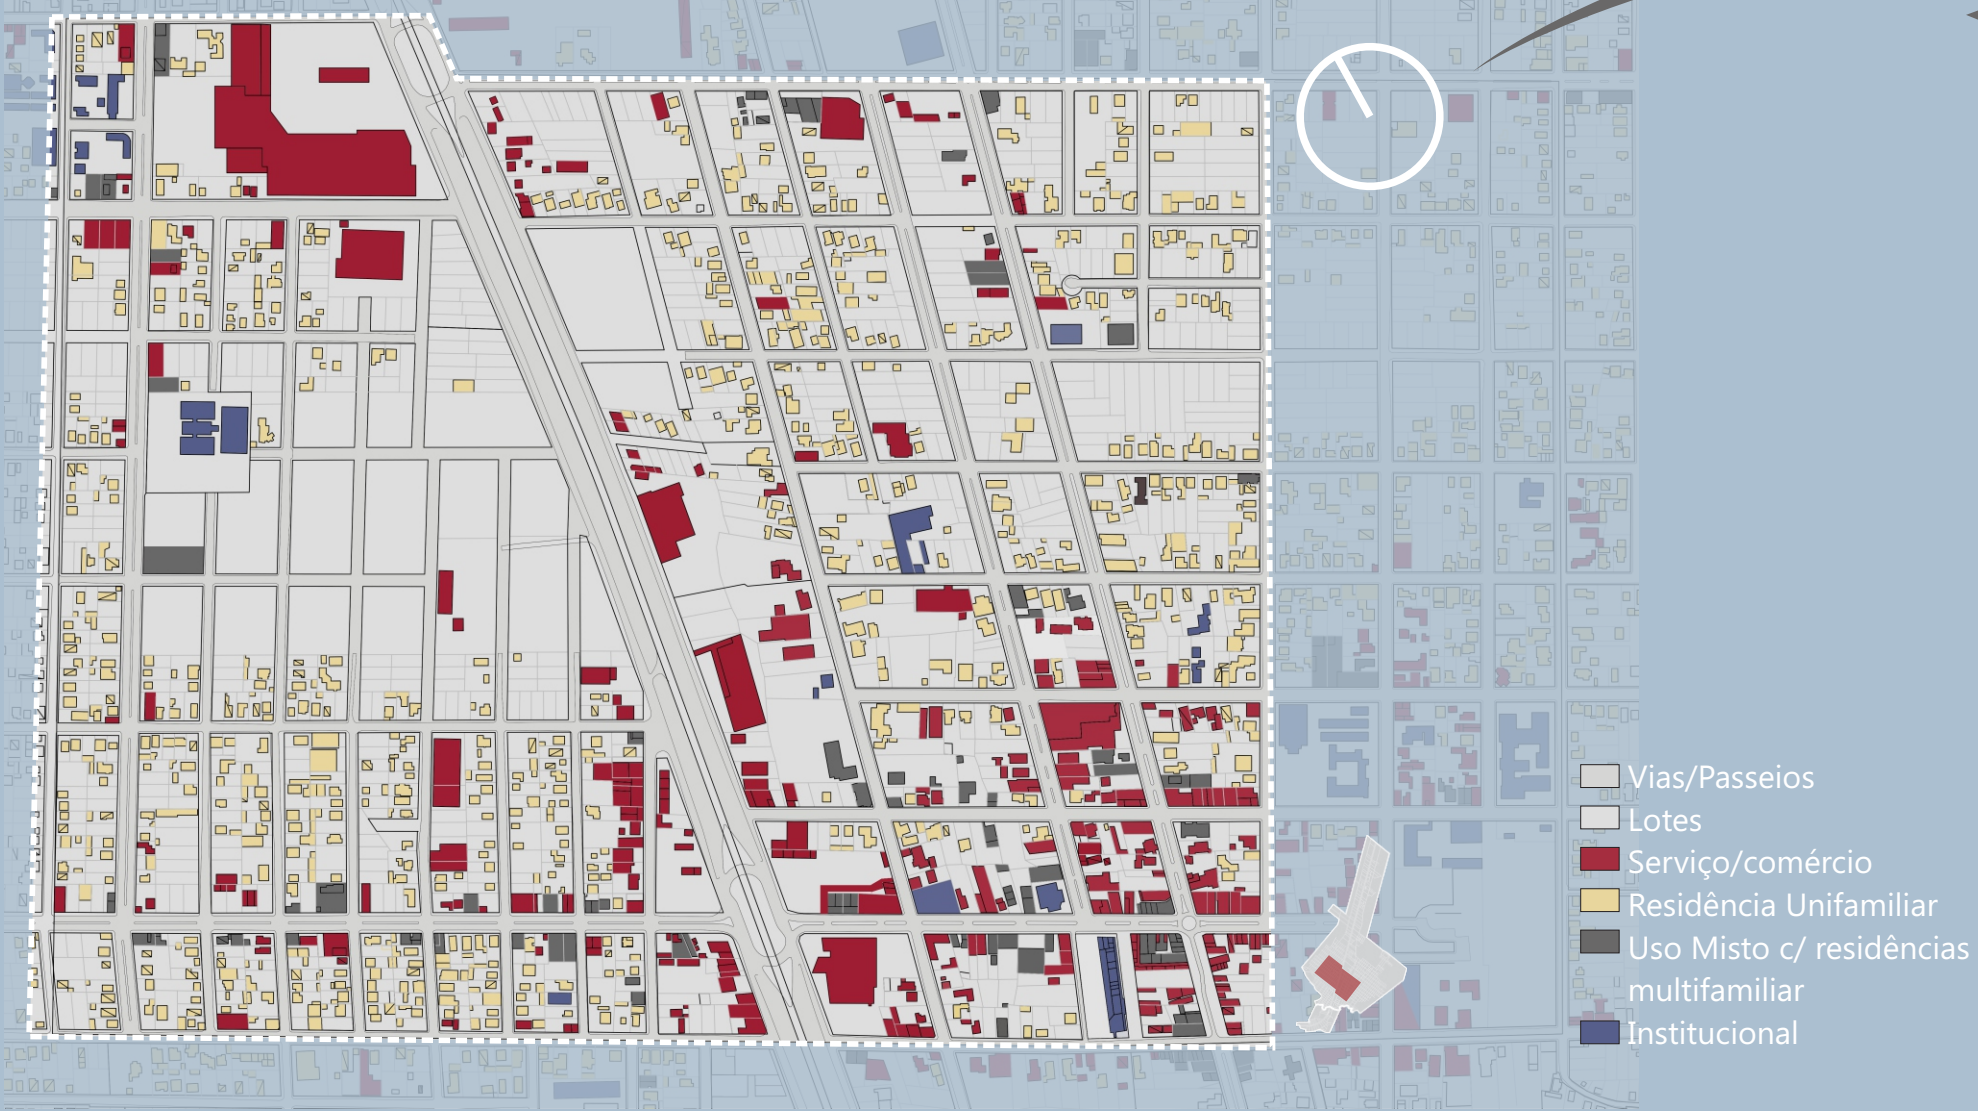 Vias/Passeios
Lotes
Serviço/comércio
Residência Unifamiliar
Uso Misto c/ residências
multifamiliar
Institucional